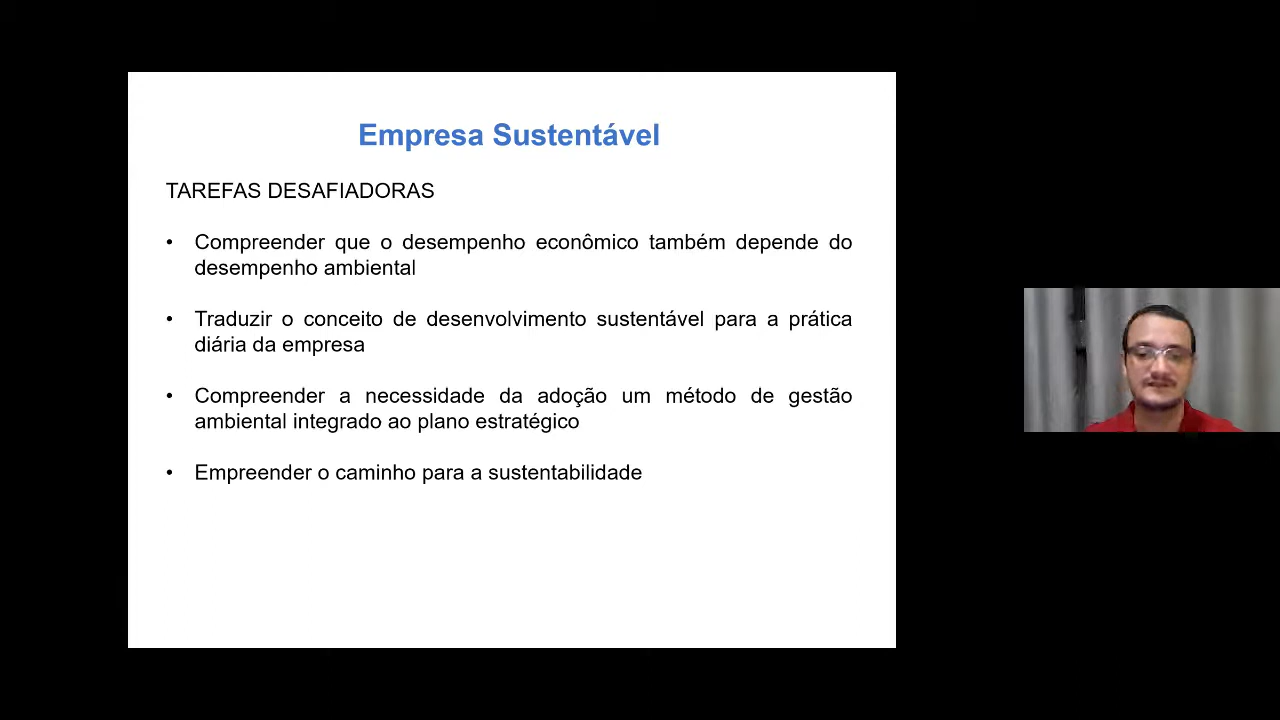 Empresa Sustentável
TAREFAS DESAFIADORAS
• Compreender que o desempenho econômico também depende do
desempenho ambiental
• Traduzir o conceito de desenvolvimento sustentável para a prática
diária da empresa
• Compreender a necessidade da adoção um método de gestão
ambiental integrado ao plano estratégico
• Empreender o caminho para a sustentabilidade